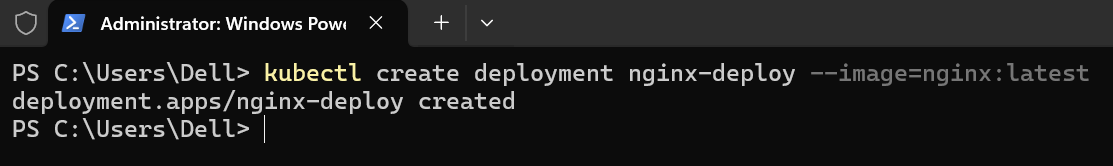 Administrator: Windows Pow
PS C:\Users\Dell> kubectl create deployment nginx-deploy --image=nginx:latest
deployment.apps/nginx-deploy created
PS C:\Users\Dell>